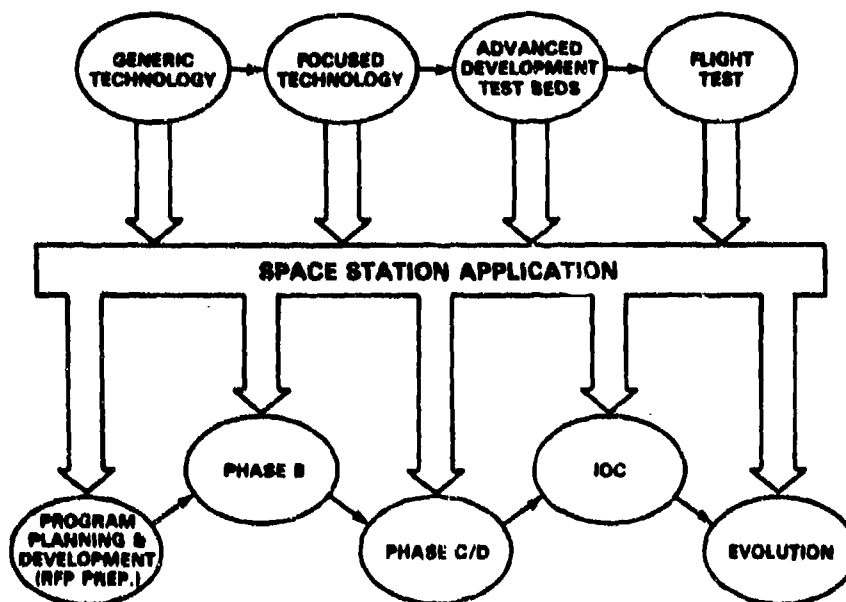 GENERIC
TECHNOLOGY
FOCUSED
TECHNOLOGY
ADVANCED
DEVELOPMENT
TEST BEDS
FLIGHT
TEST
SPACE STATION APPLICATION
PROGRAM
PLANNING &
DEVELOPMENT
(RFP PREP.)
PHASE B
PHASE C/D
IOC
EVOLUTION